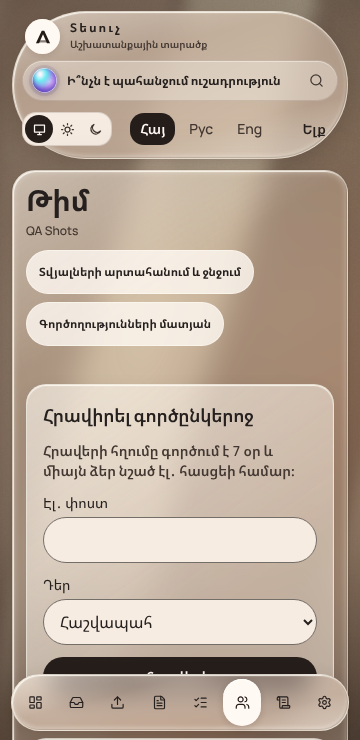 Տեսուչ
Աշխատանքային տարածք
Ի՞նչն է պահանջում ուշադրություն
Հայ Рус Eng Ելք
Թիմ
QA Shots
Տվյալների արտահանում և ջնջում
Գործողությունների մատյան
Հրավիրել գործընկերոջ
Հրավերի հղումը գործում է 7 օր և
միայն ձեր նշած էլ․ հասցեի համար:
Էլ․ փոստ
Դեր
Հաշվապահ